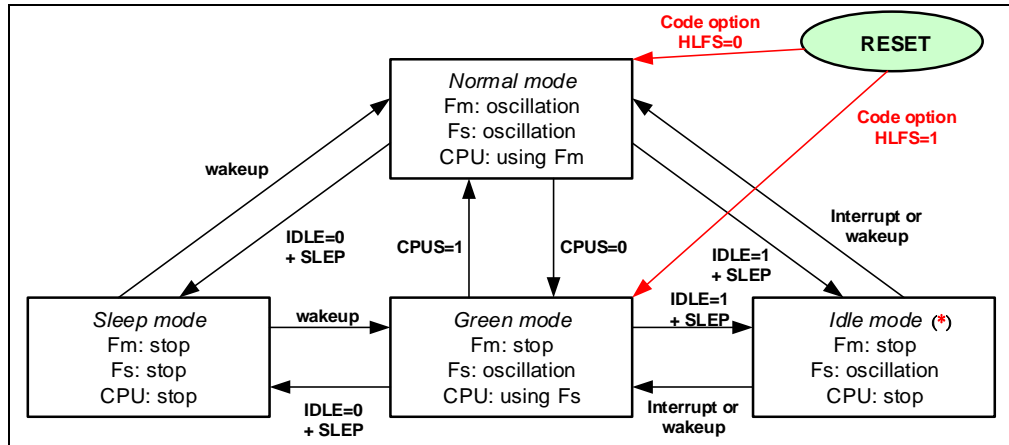 Code option
HLFS=0
RESET
Normal mode
Fm: oscillation
Fs: oscillation
CPU: using Fm
Code option
HLFS=1
wakeup
IDLE=0
+ SLEP
CPUS=1
CPUS=0
Interrupt or
wakeup
IDLE=1
+ SLEP
Sleep mode
Fm: stop
Fs: stop
CPU: stop
wakeup
IDLE=0
+ SLEP
Green mode
Fm: stop
Fs: oscillation
CPU: using Fs
IDLE=1
+ SLEP
Interrupt or
wakeup
Idle mode (*)
Fm: stop
Fs: oscillation
CPU: stop